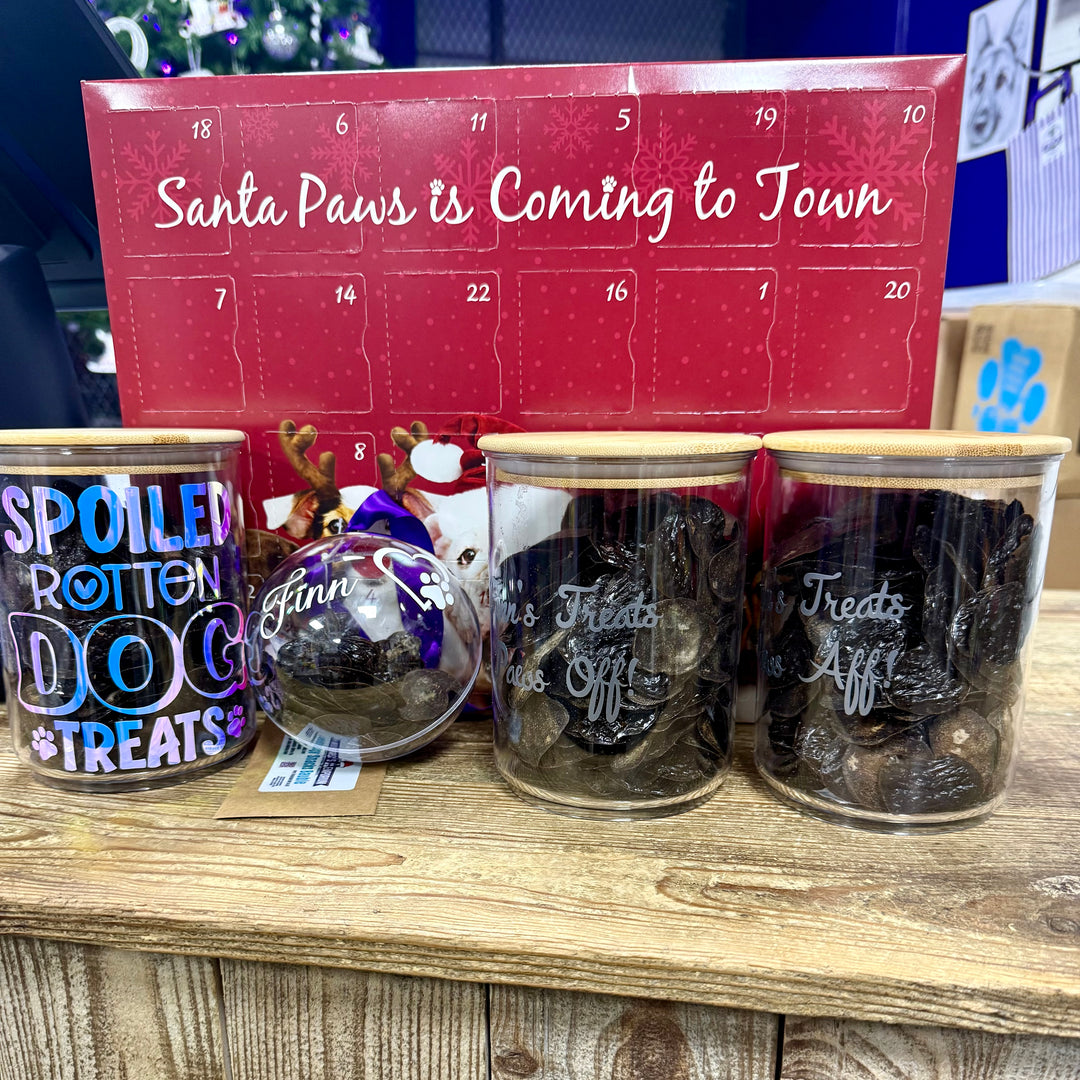 18 6 11 5 19 10
Santa Paws is Coming to Town
7 14 22 16 1 20
8
4
SPOILED
ROTTEN
DOG
TREATS
Finn
Treats
Off!
Treats
Aff!